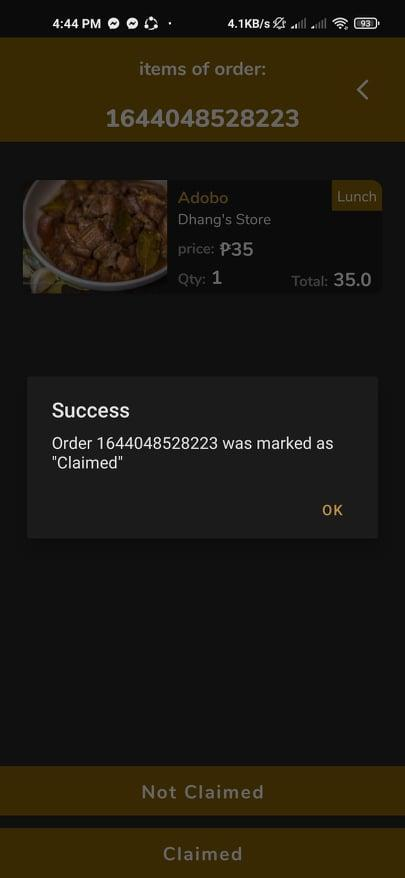 4:44 PM
4.1KB/s
93
items of order:
1644048528223
Adobo
Lunch
Dhang's Store
price: ₱35
Qty: 1
Total: 35.0
Success
Order 1644048528223 was marked as
"Claimed"
OK
Not Claimed
Claimed